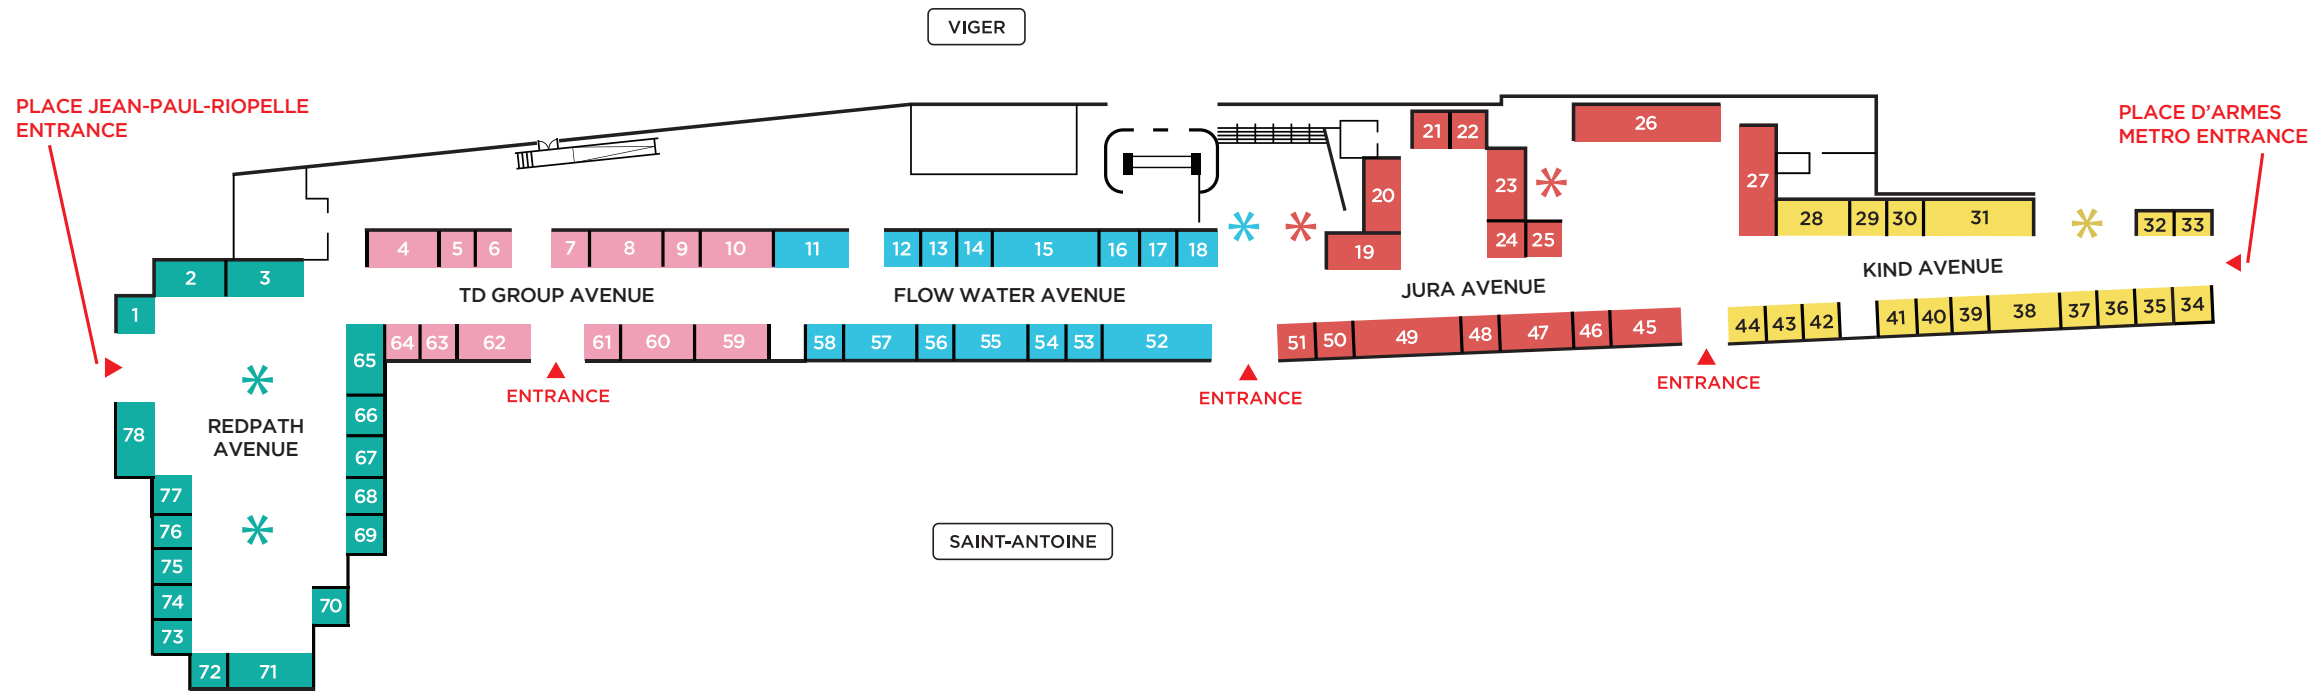 VIGER
PLACE JEAN-PAUL-RIOPELLE
ENTRANCE
PLACE D'ARMES
METRO ENTRANCE
21 22 26
20 23 27
4 5 6 7 8 9 10 11 12 13 14 15 16 17 18 19 24 25 28 29 30 31 32 33
2 3
1
TD GROUP AVENUE
FLOW WATER AVENUE
JURA AVENUE
KIND AVENUE
65 64 63 62 61 60 59 58 57 56 55 54 53 52 51 50 49 48 47 46 45 44 43 42 41 40 39 38 37 36 35 34
ENTRANCE
ENTRANCE
ENTRANCE
REDPATH
AVENUE
78 66
77 67
76 68
75 69
74 70
73
72 71
SAINT-ANTOINE